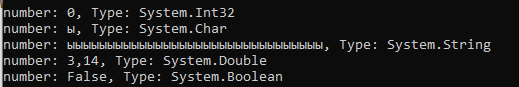 number: 0, Type: System.Int32
number: ы, Type: System.Char
number: ыыыыыыыыыыыыыыыыыыыыыыыыыыыыыыыы, Type: System.String
number: 3,14, Type: System.Double
number: False, Type: System.Boolean